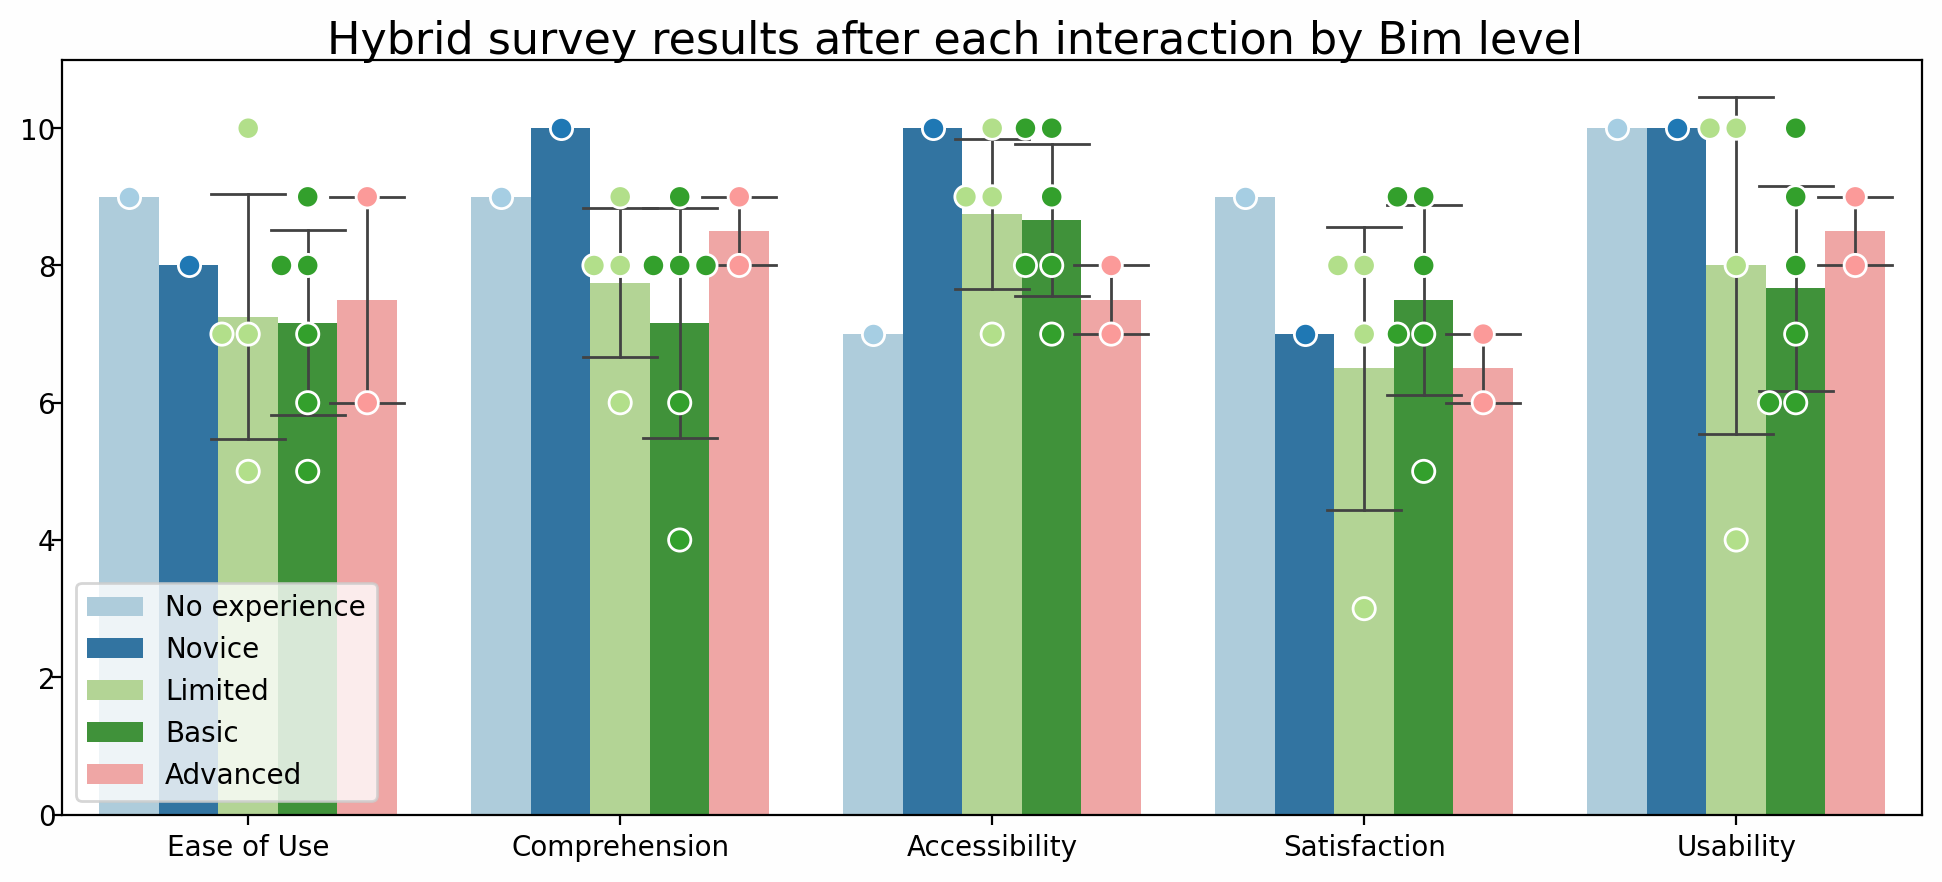 Hybrid survey results after each interaction by Bim level
10
8
6
4
2
0
No experience
Novice
Limited
Basic
Advanced
Ease of Use
Comprehension
Accessibility
Satisfaction
Usability